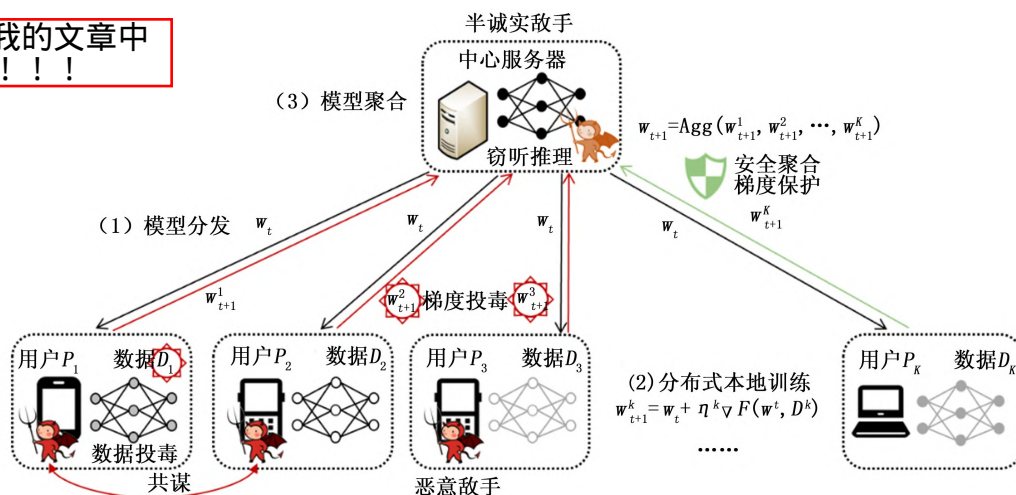 我的文章中
！！！
半诚实敌手
中心服务器
（3）模型聚合
窃听推理
w_{t+1}=Agg(w^1_{t+1}, w^2_{t+1}, …, w^K_{t+1})
安全聚合
梯度保护
（1）模型分发
w_t
w_t
w_t
w_t
w^K_{t+1}
w^1_{t+1}
w^2_{t+1}
梯度投毒
w^3_{t+1}
用户P_1 数据D_1
用户P_2 数据D_2
用户P_3 数据D_3
用户P_K 数据D_K
(2)分布式本地训练
w^k_{t+1}=w_t+η^k∇F(w^t, D^k)
……
数据投毒
共谋
恶意敌手